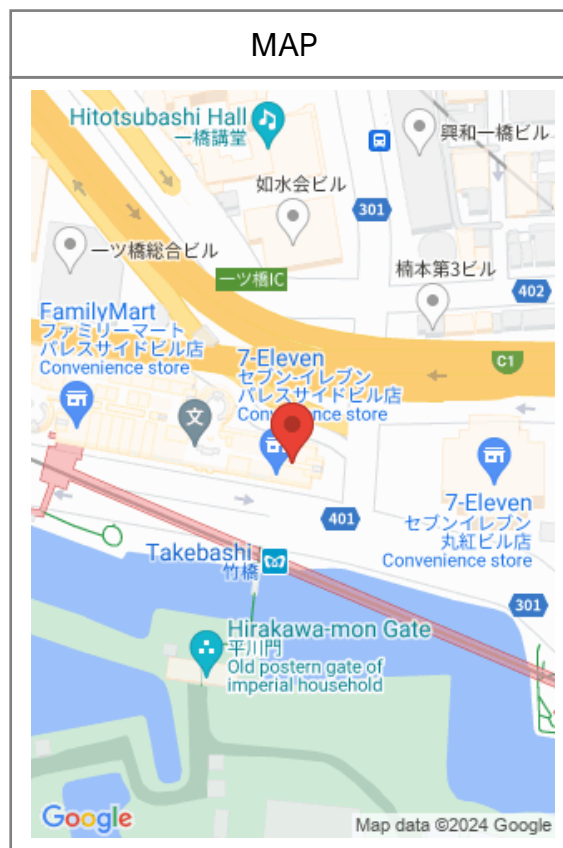 MAP
Hitotsubashi Hall
一橋講堂
興和一橋ビル
如水会ビル
301
一ツ橋総合ビル
一ツ橋IC
楠本第3ビル
402
FamilyMart
ファミリーマート
パレスサイドビル店
Convenience store
7-Eleven
セブン-イレブン
パレスサイドビル店
Convenience store
C1
文
7-Eleven
セブンイレブン
丸紅ビル店
Convenience store
401
Takebashi
竹橋
301
Hirakawa-mon Gate
平川門
Old postern gate of
imperial household
Google
Map data ©2024 Google